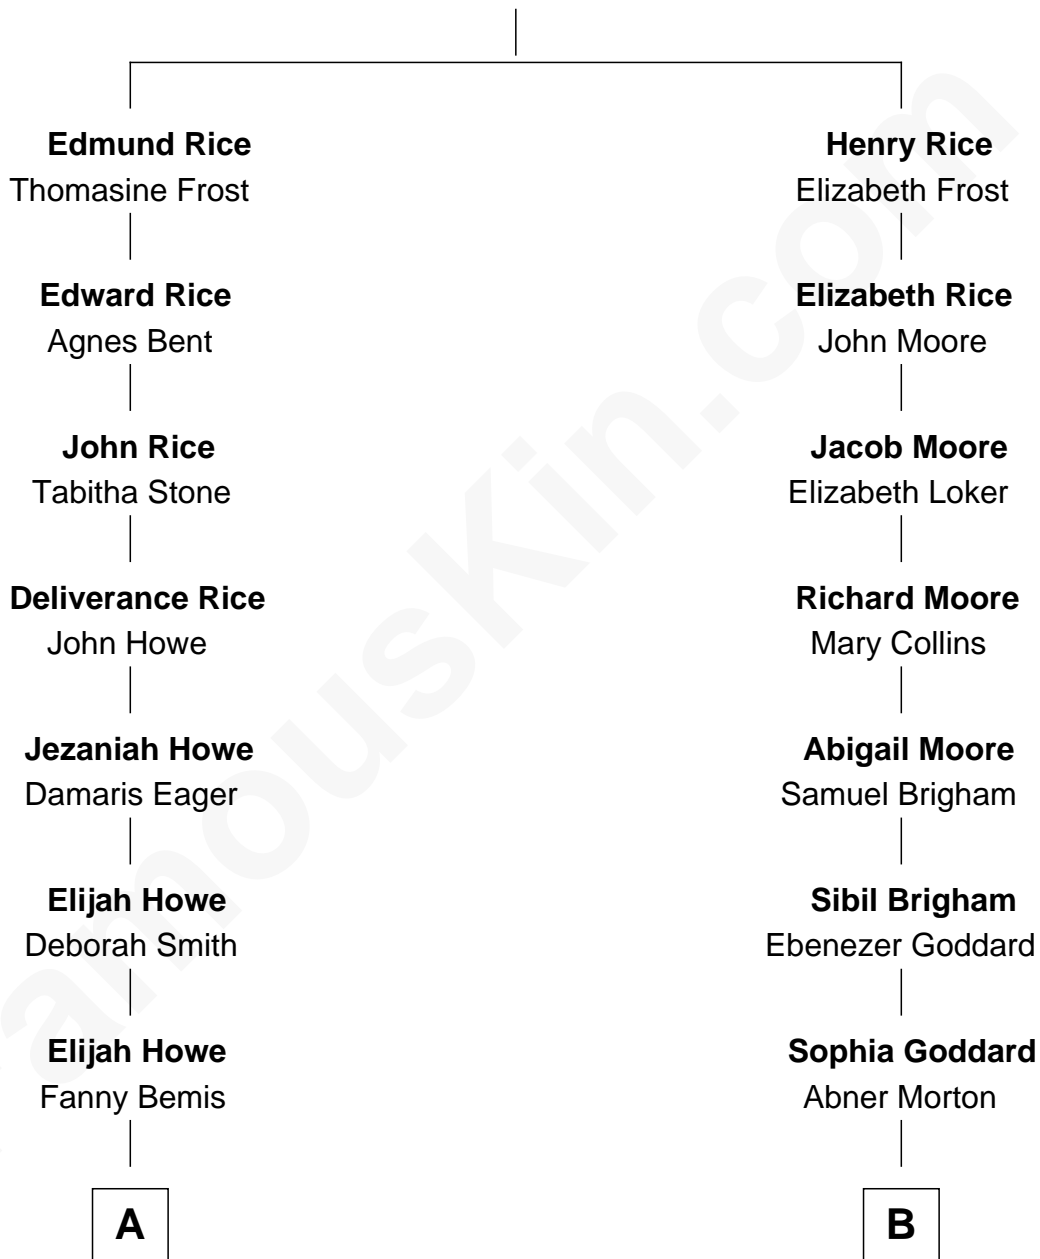 Edmund Rice
Thomasine Frost
Edward Rice
Agnes Bent
John Rice
Tabitha Stone
Deliverance Rice
John Howe
Jezaniah Howe
Damaris Eager
Elijah Howe
Deborah Smith
Elijah Howe
Fanny Bemis
A
Henry Rice
Elizabeth Frost
Elizabeth Rice
John Moore
Jacob Moore
Elizabeth Loker
Richard Moore
Mary Collins
Abigail Moore
Samuel Brigham
Sibil Brigham
Ebenezer Goddard
Sophia Goddard
Abner Morton
B
amousKin.com